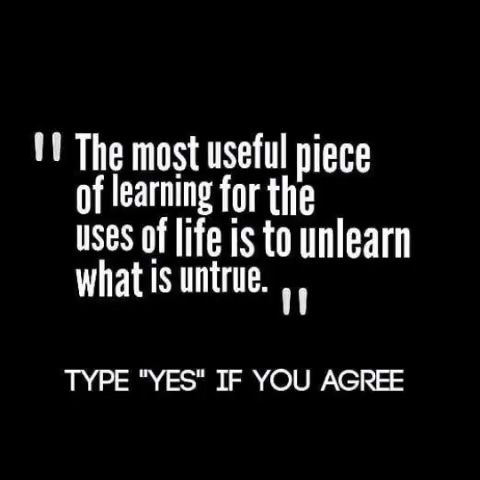 " The most useful piece
of learning for the
uses of life is to unlearn
what is untrue. "
TYPE "YES" IF YOU AGREE